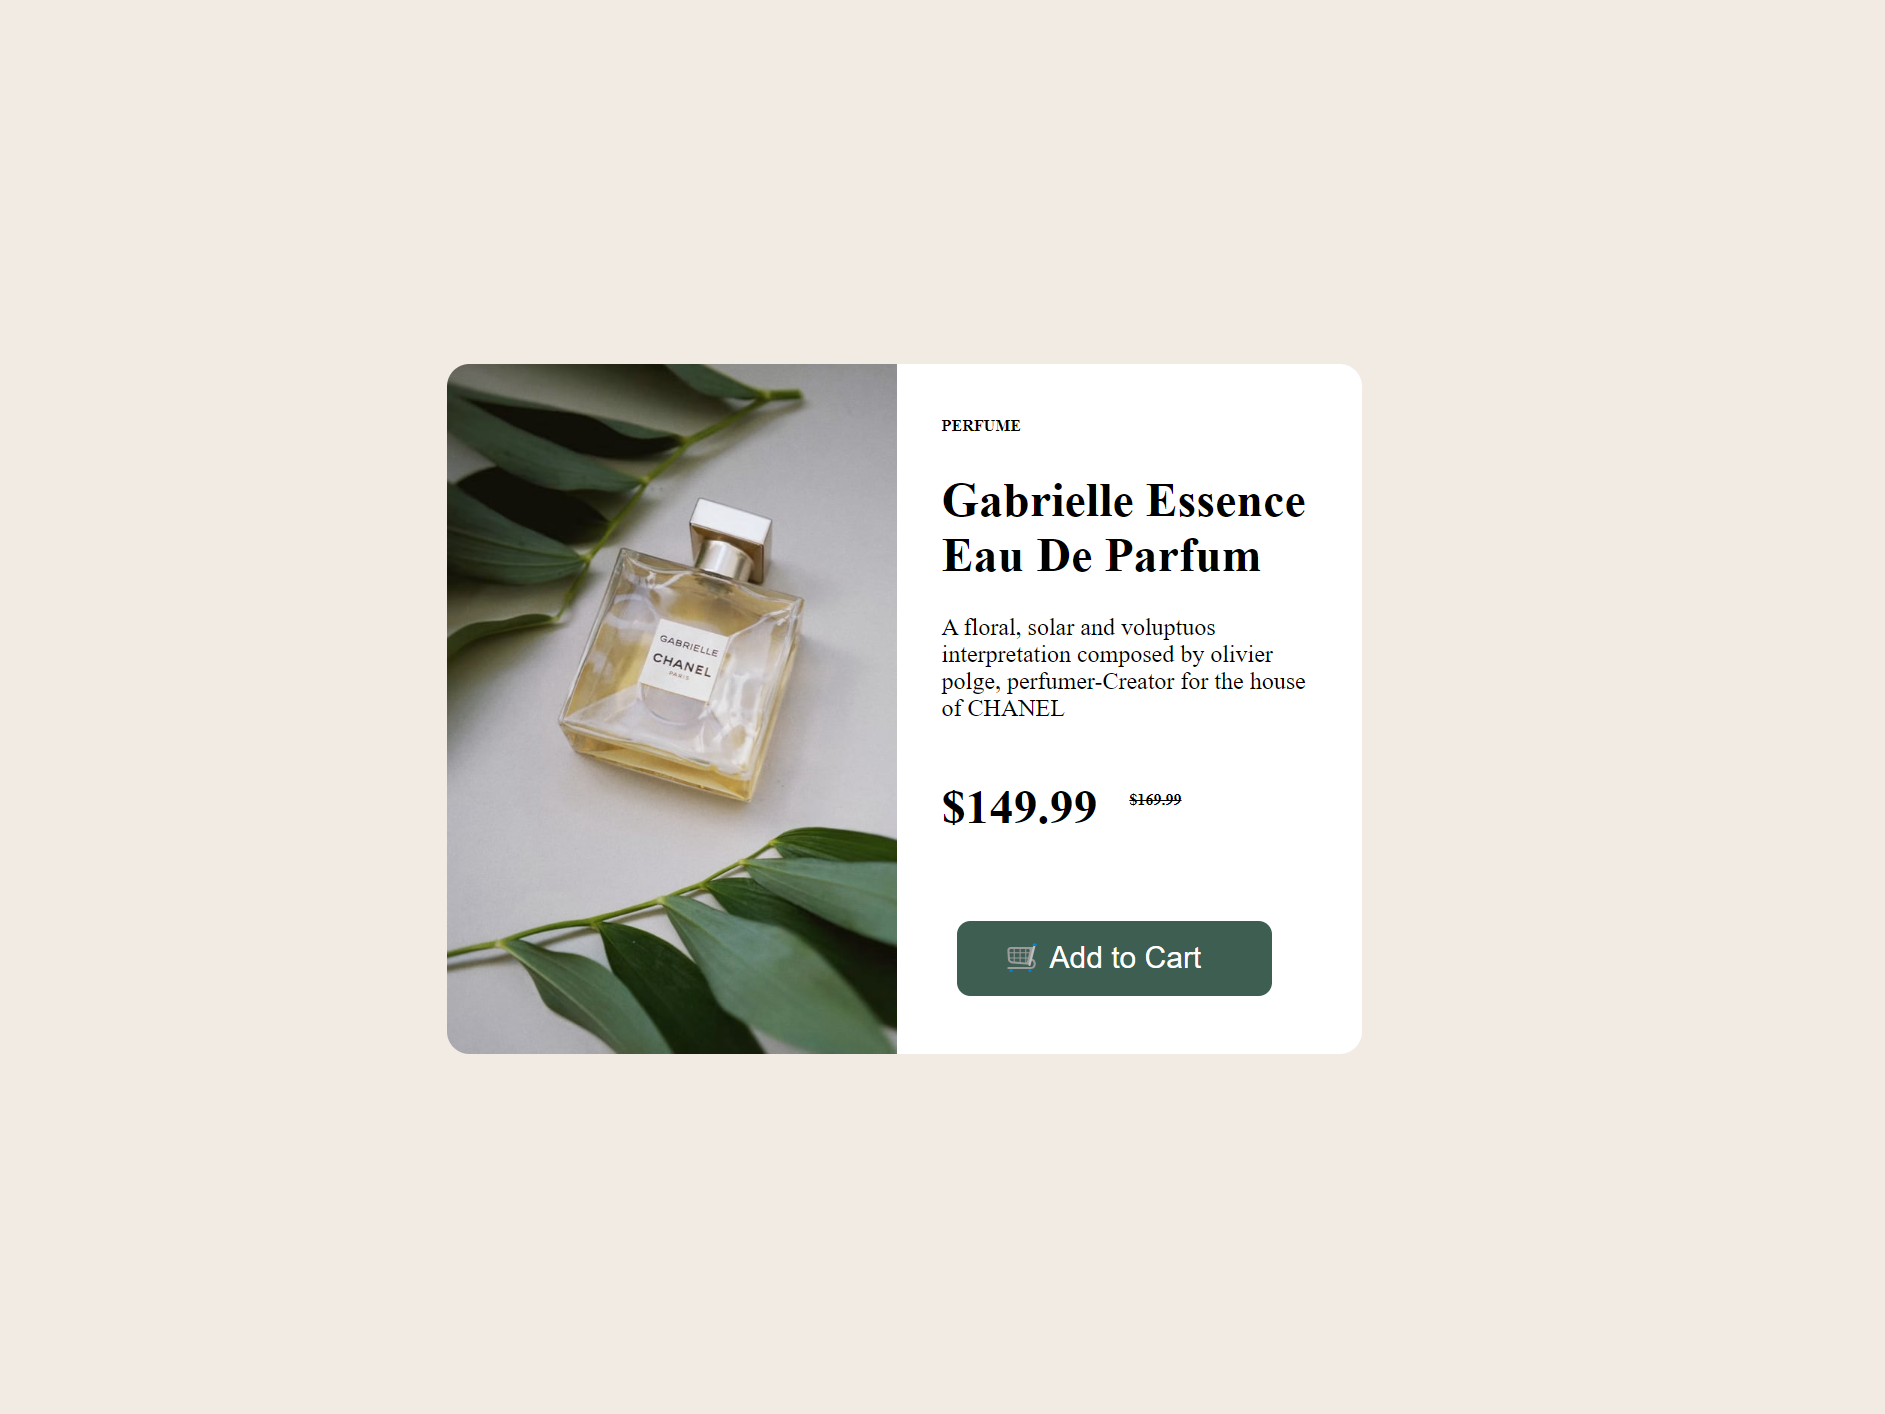 PERFUME
Gabrielle Essence
Eau De Parfum
A floral, solar and voluptuos
interpretation composed by olivier
polge, perfumer-Creator for the house
of CHANEL
$149.99 $169.99
Add to Cart
GABRIELLE
CHANEL
PARIS